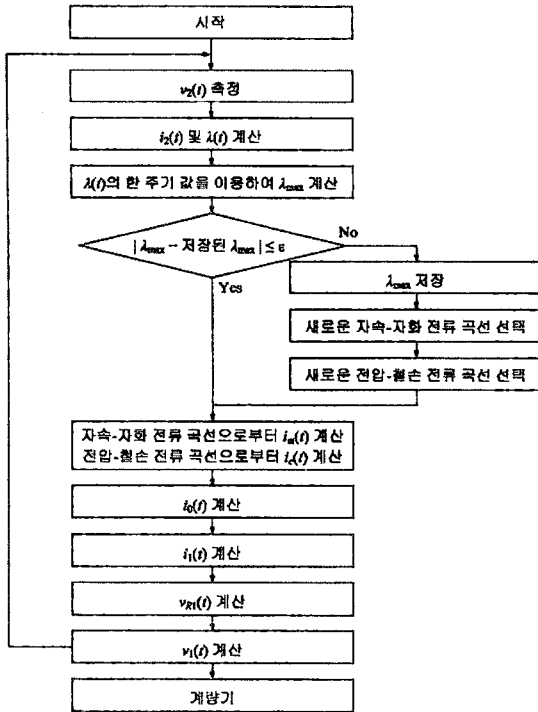 시작
v₂(t) 측정
i₂(t) 및 λ(t) 계산
λ(t)의 한 주기 값을 이용하여 λmax 계산
| λmax − 저장된 λmax | ≤ ε
No
Yes
λmax 저장
새로운 자속-자화 전류 곡선 선택
새로운 전압-철손 전류 곡선 선택
자속-자화 전류 곡선으로부터 im(t) 계산
전압-철손 전류 곡선으로부터 ic(t) 계산
i₀(t) 계산
i₁(t) 계산
vR1(t) 계산
v₁(t) 계산
계량기